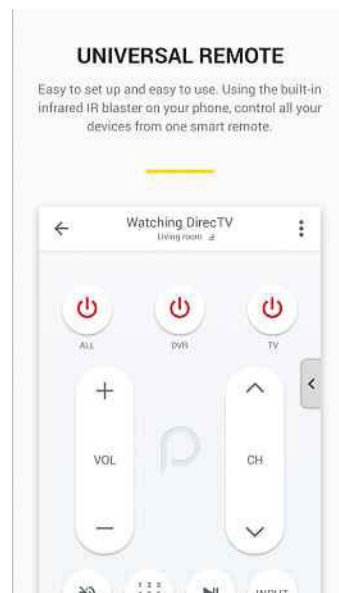 UNIVERSAL REMOTE
Easy to set up and easy to use. Using the built-in
infrared IR blaster on your phone, control all your
devices from one smart remote.
Watching DirecTV
Living room
ALL DVR TV
+
VOL CH
−
INPUT